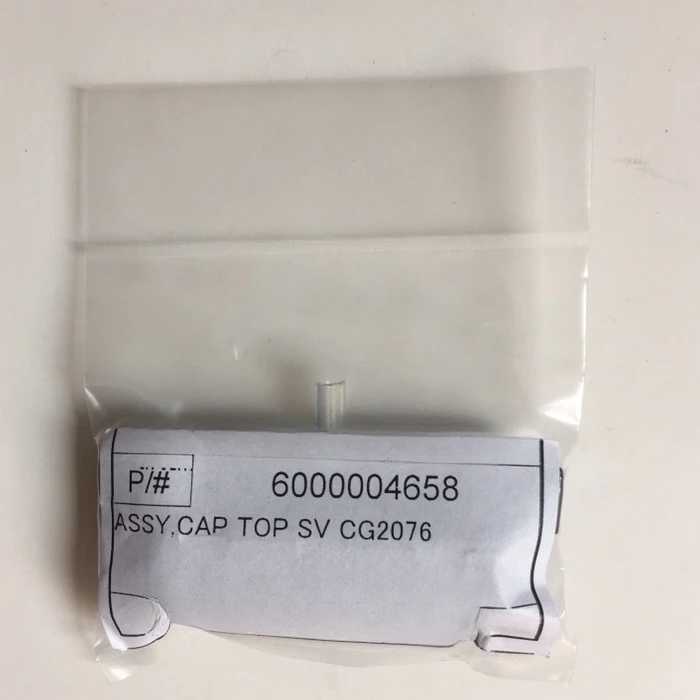 P/# 6000004658
ASSY,CAP TOP SV CG2076